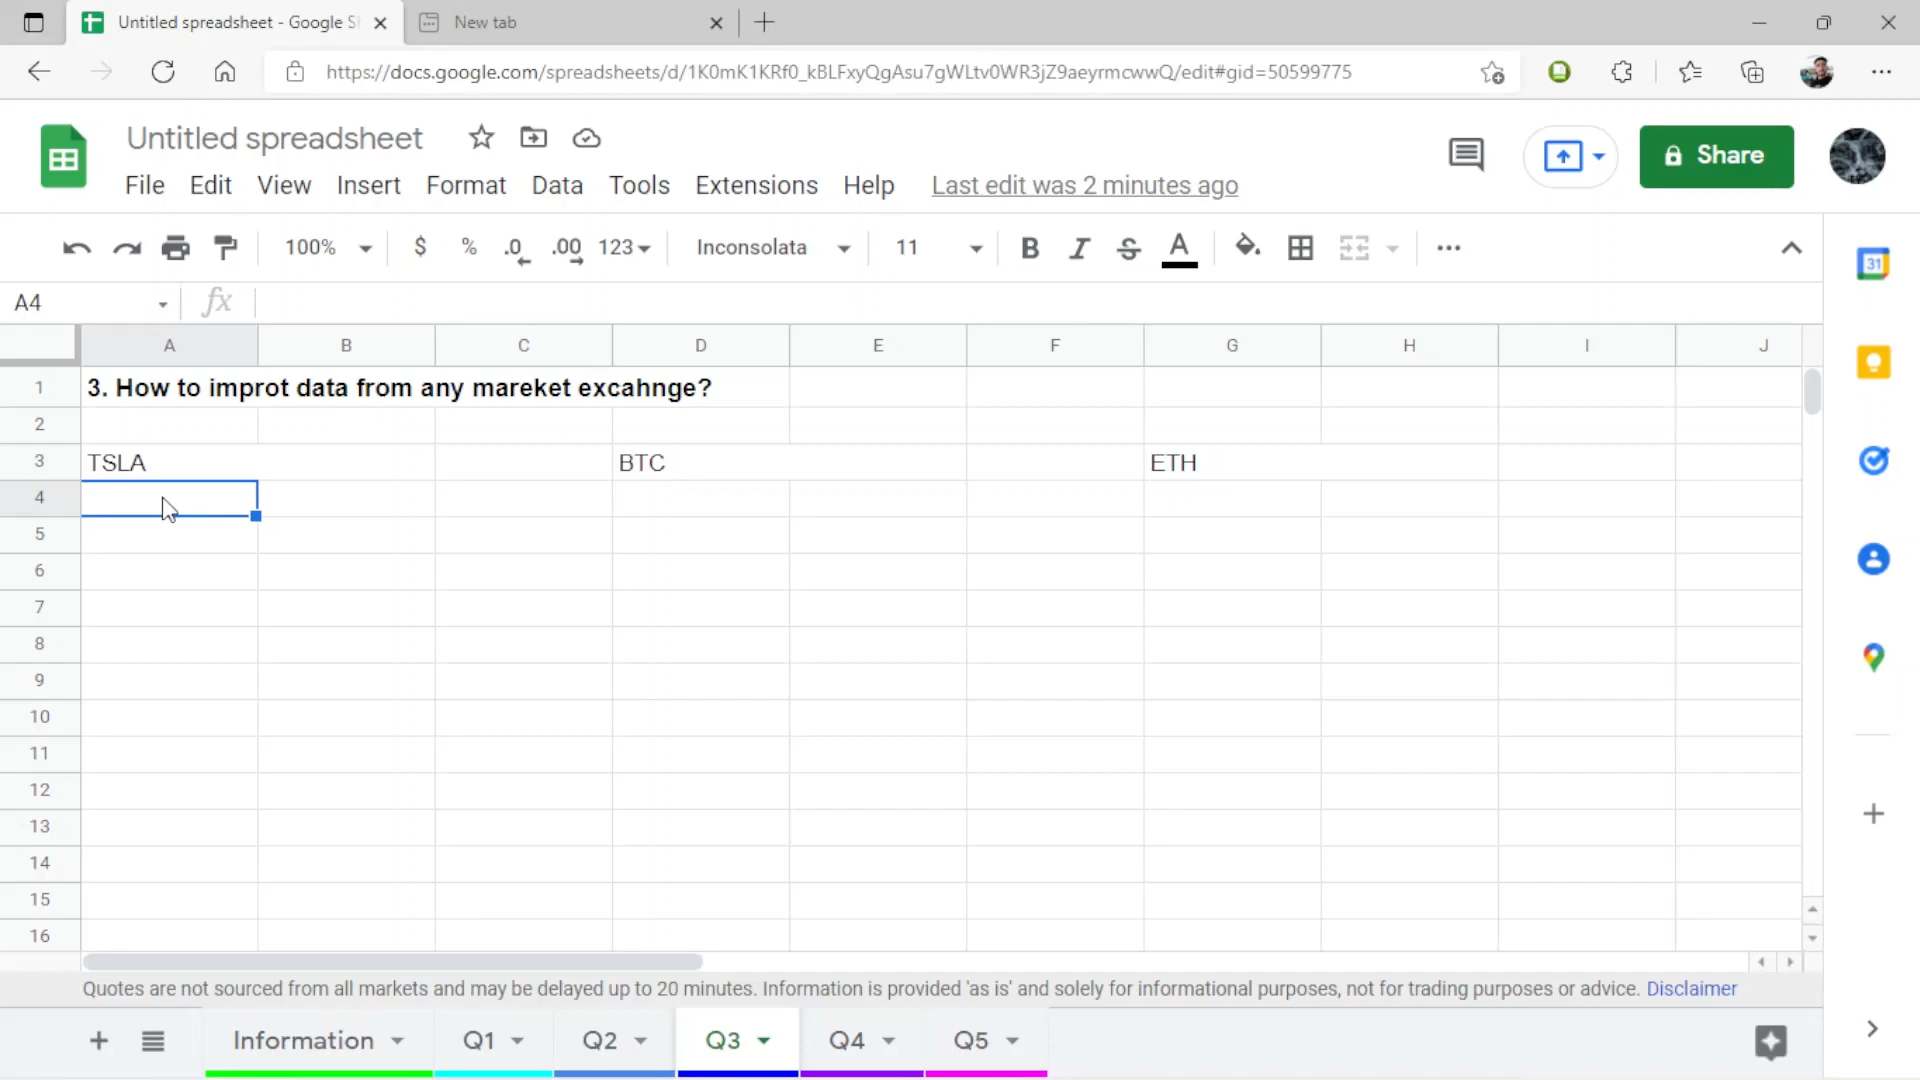 Untitled spreadsheet - Google S
New tab
https://docs.google.com/spreadsheets/d/1K0mK1KRf0_kBLFxyQgAsu7gWLtv0WR3jZ9aeyrmcwwQ/edit#gid=50599775
Untitled spreadsheet
Share
File Edit View Insert Format Data Tools Extensions Help Last edit was 2 minutes ago
100% $ % .0 .00 123 Inconsolata 11 B I S A
31
A4 fx
A B C D E F G H I J
1 3. How to improt data from any mareket excahnge?
2
3 TSLA BTC ETH
4
5
6
7
8
9
10
11
12
13
14
15
16
Quotes are not sourced from all markets and may be delayed up to 20 minutes. Information is provided 'as is' and solely for informational purposes, not for trading purposes or advice. Disclaimer
Information Q1 Q2 Q3 Q4 Q5